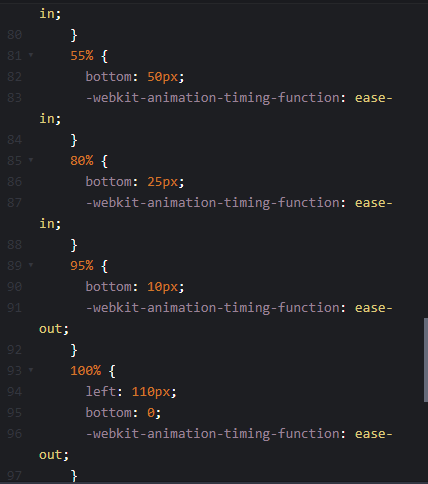 in;
80 }
81 55% {
82 bottom: 50px;
83 -webkit-animation-timing-function: ease-
in;
84 }
85 80% {
86 bottom: 25px;
87 -webkit-animation-timing-function: ease-
in;
88 }
89 95% {
90 bottom: 10px;
91 -webkit-animation-timing-function: ease-
out;
92 }
93 100% {
94 left: 110px;
95 bottom: 0;
96 -webkit-animation-timing-function: ease-
out;
97 }